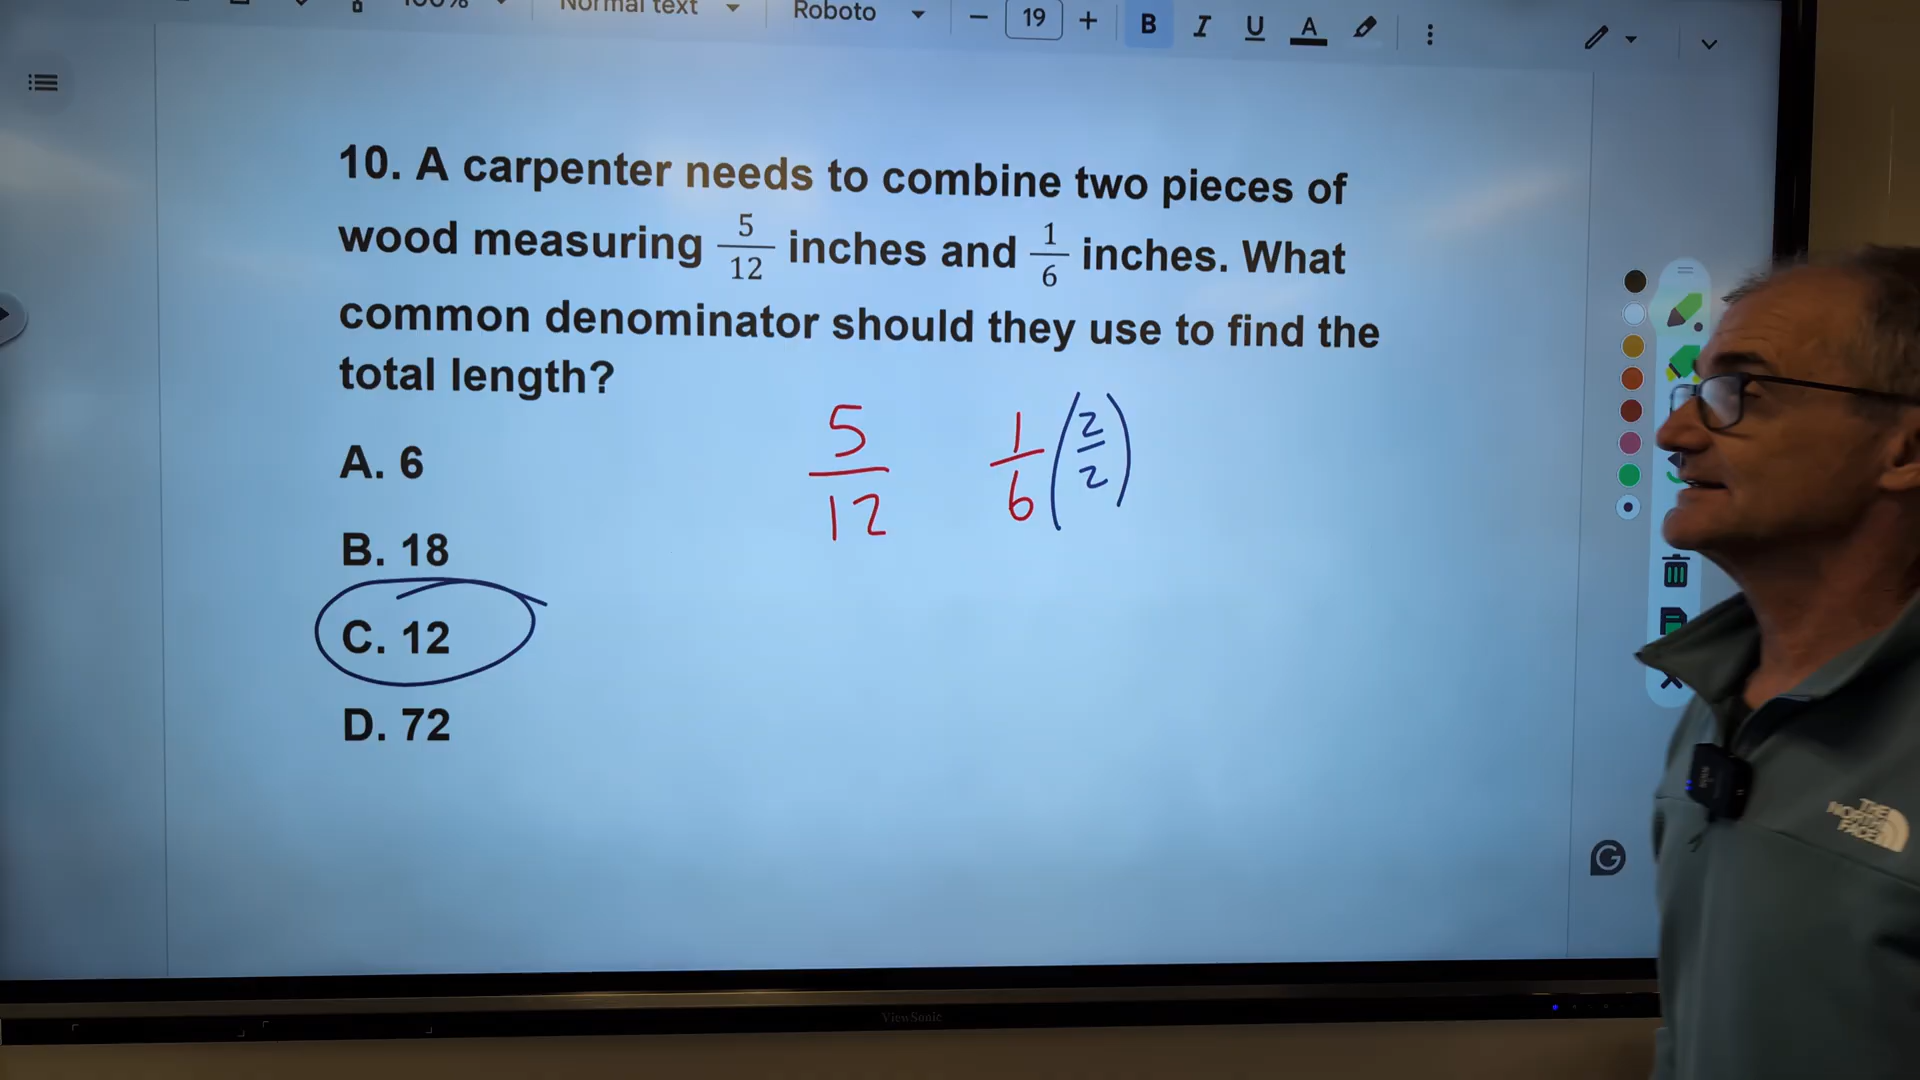 100%
Normal text
Roboto
− 19 +
B I U A
10. A carpenter needs to combine two pieces of
wood measuring 5/12 inches and 1/6 inches. What
common denominator should they use to find the
total length?
5/12 1/6 (2/2)
A. 6
B. 18
C. 12
D. 72
THE
NORTH
FACE
ViewSonic